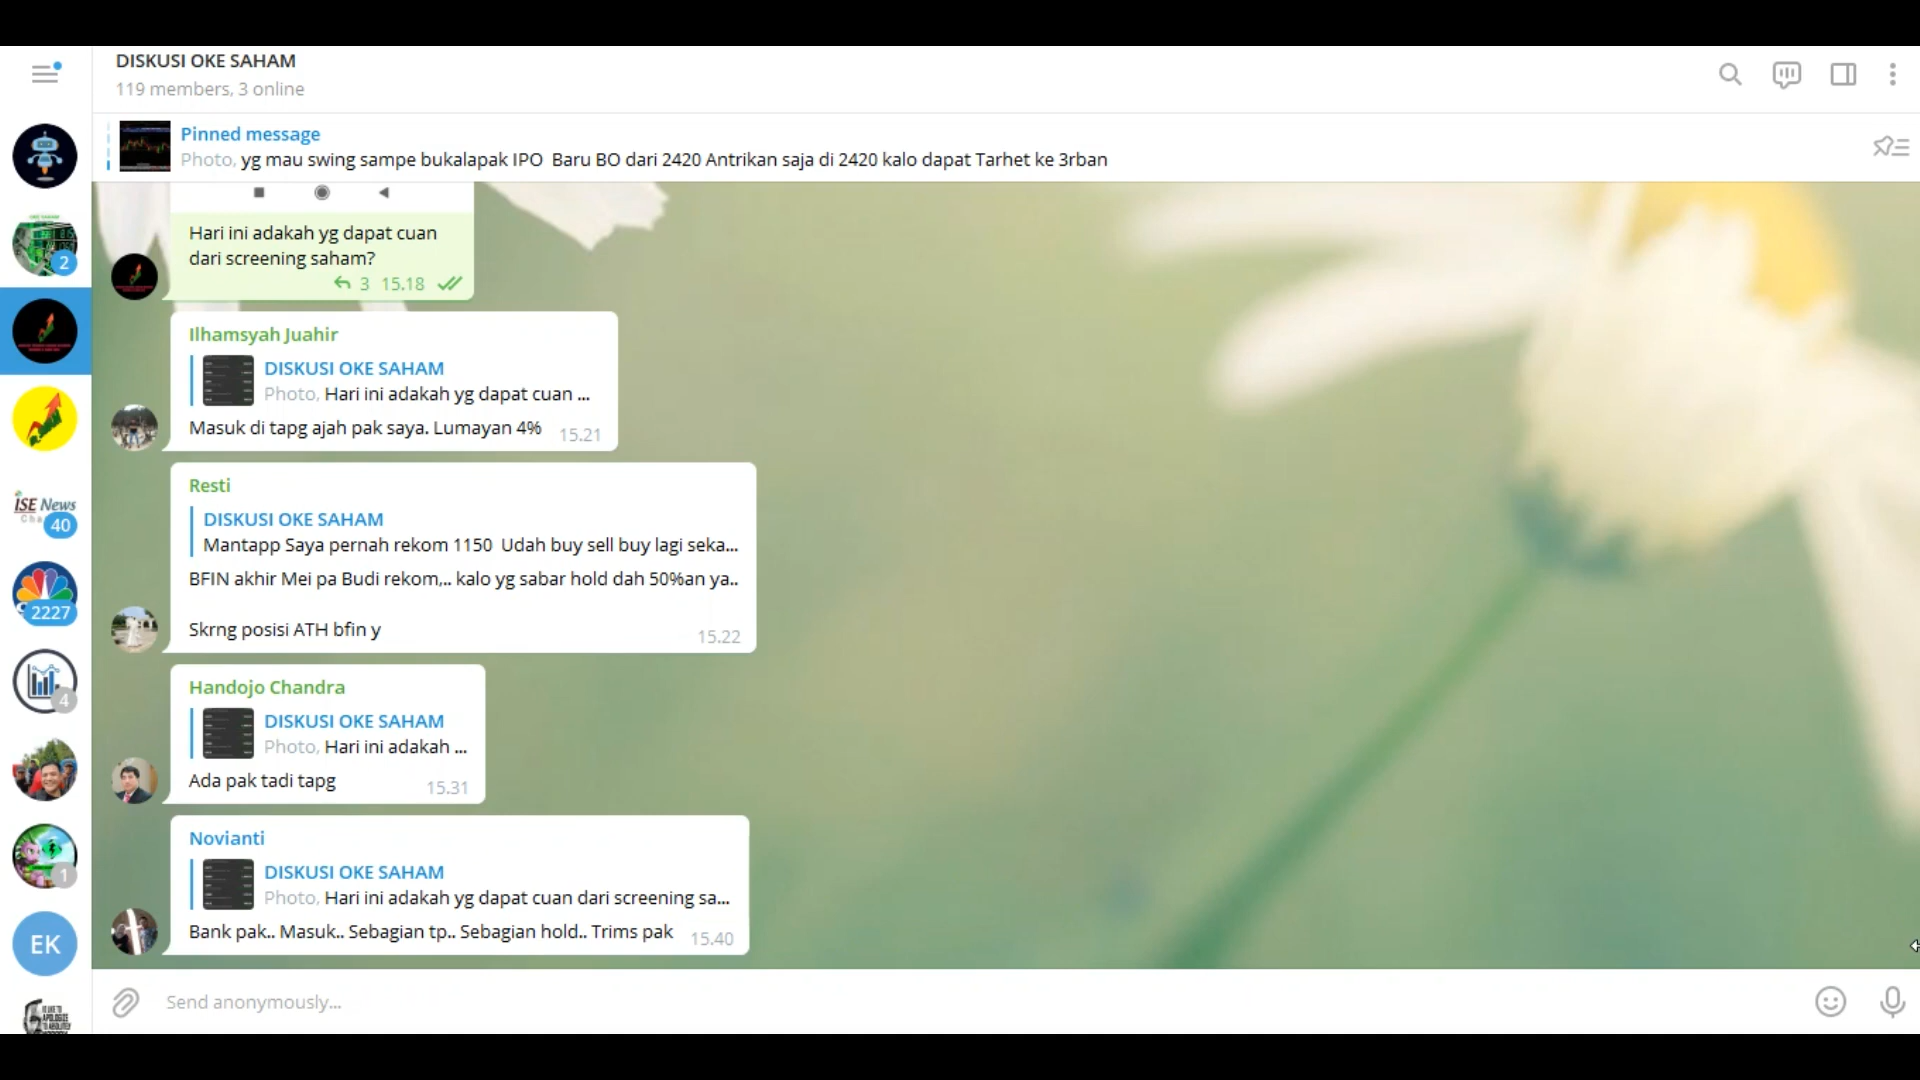 DISKUSI OKE SAHAM
119 members, 3 online
Pinned message
Photo, yg mau swing sampe bukalapak IPO Baru BO dari 2420 Antrikan saja di 2420 kalo dapat Tarhet ke 3rban
Hari ini adakah yg dapat cuan
dari screening saham?
3 15.18
Ilhamsyah Juahir
DISKUSI OKE SAHAM
Photo, Hari ini adakah yg dapat cuan ...
Masuk di tapg ajah pak saya. Lumayan 4% 15.21
Resti
DISKUSI OKE SAHAM
Mantapp Saya pernah rekom 1150 Udah buy sell buy lagi seka...
BFIN akhir Mei pa Budi rekom,.. kalo yg sabar hold dah 50%an ya..
Skrng posisi ATH bfin y 15.22
Handojo Chandra
DISKUSI OKE SAHAM
Photo, Hari ini adakah ...
Ada pak tadi tapg 15.31
Novianti
DISKUSI OKE SAHAM
Photo, Hari ini adakah yg dapat cuan dari screening sa...
Bank pak.. Masuk.. Sebagian tp.. Sebagian hold.. Trims pak 15.40
Send anonymously...
2
ISE News
40
2227
4
1
EK